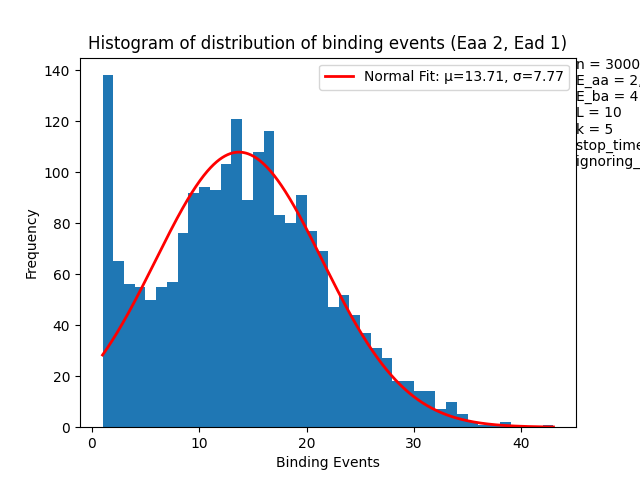 Histogram of distribution of binding events (Eaa 2, Ead 1)
Normal Fit: μ=13.71, σ=7.77
n = 3000
E_aa = 2,
E_ba = 4
L = 10
k = 5
stop_time
ignoring_
Frequency
140
120
100
80
60
40
20
0
0 10 20 30 40
Binding Events